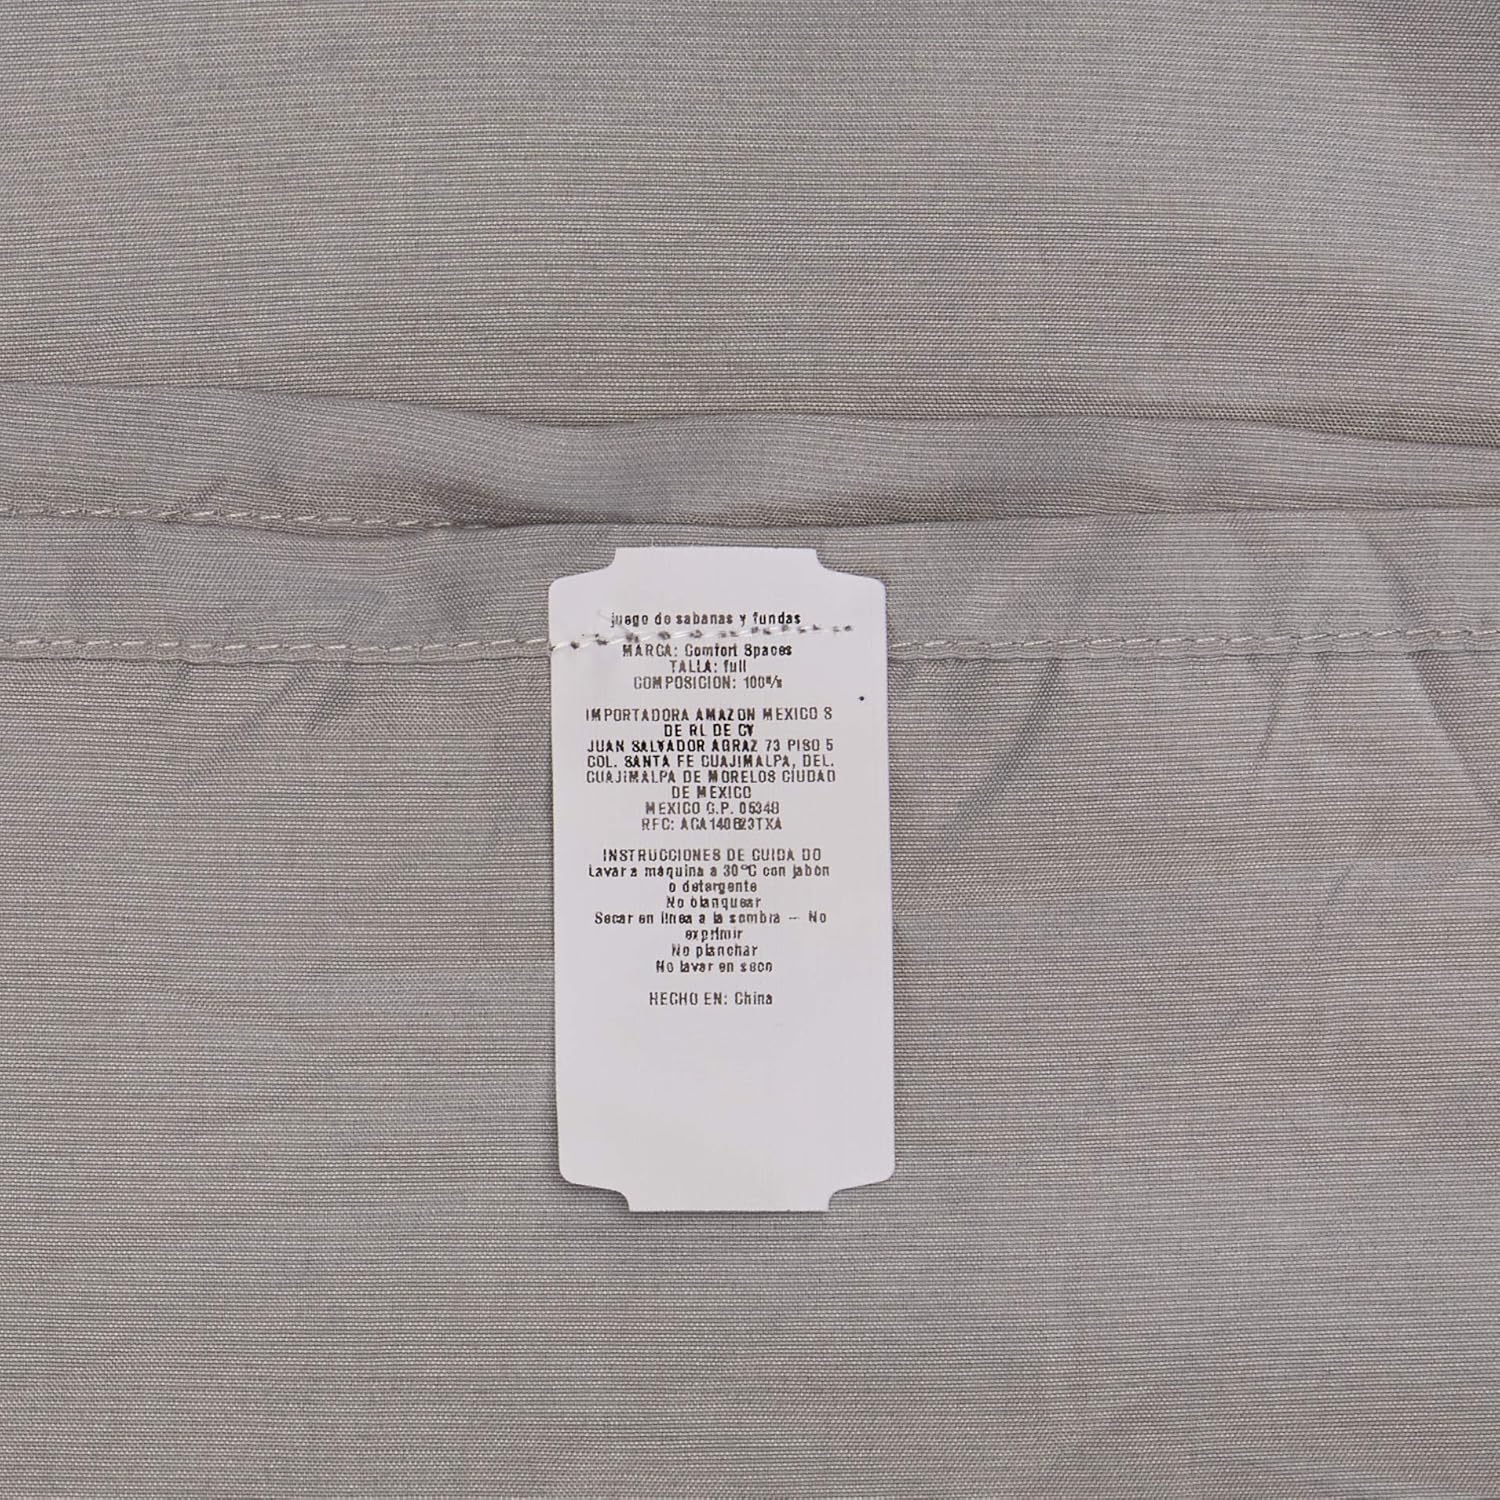 juego de sabanas y fundas
MARCA: Comfort Spaces
TALLA: full
COMPOSICION: 100%
IMPORTADORA AMAZON MEXICO S
DE RL DE CV
JUAN SALVADOR AGRAZ 73 PISO 5
COL. SANTA FE CUAJIMALPA, DEL.
CUAJIMALPA DE MORELOS CIUDAD
DE MEXICO
MEXICO C.P. 05348
RFC: ACA140623TXA
INSTRUCCIONES DE CUIDA DO
Lavar a maquina a 30°C con jabon
o detergente
No blanquear
Secar en linea a la sombra – No
exprimir
No planchar
No lavar en seco
HECHO EN: China